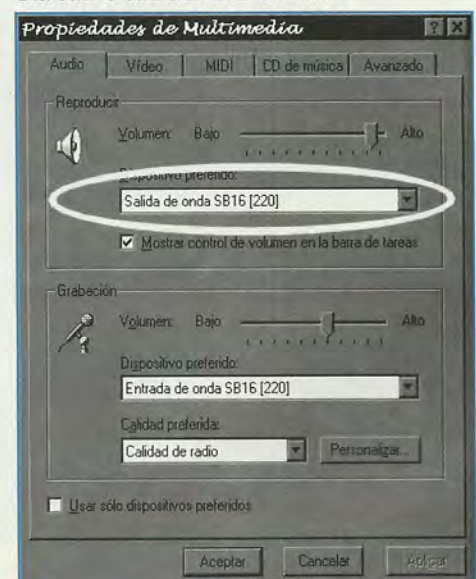 Propiedades de Multimedia
Audio Vídeo MIDI CD de música Avanzado
Reproducir
Volumen: Bajo Alto
Dispositivo preferido:
Salida de onda SB16 [220]
Mostrar control de volumen en la barra de tareas
Grabación
Volumen: Bajo Alto
Dispositivo preferido:
Entrada de onda SB16 [220]
Calidad preferida:
Calidad de radio Personalizar...
Usar sólo dispositivos preferidos
Aceptar Cancelar Aplicar